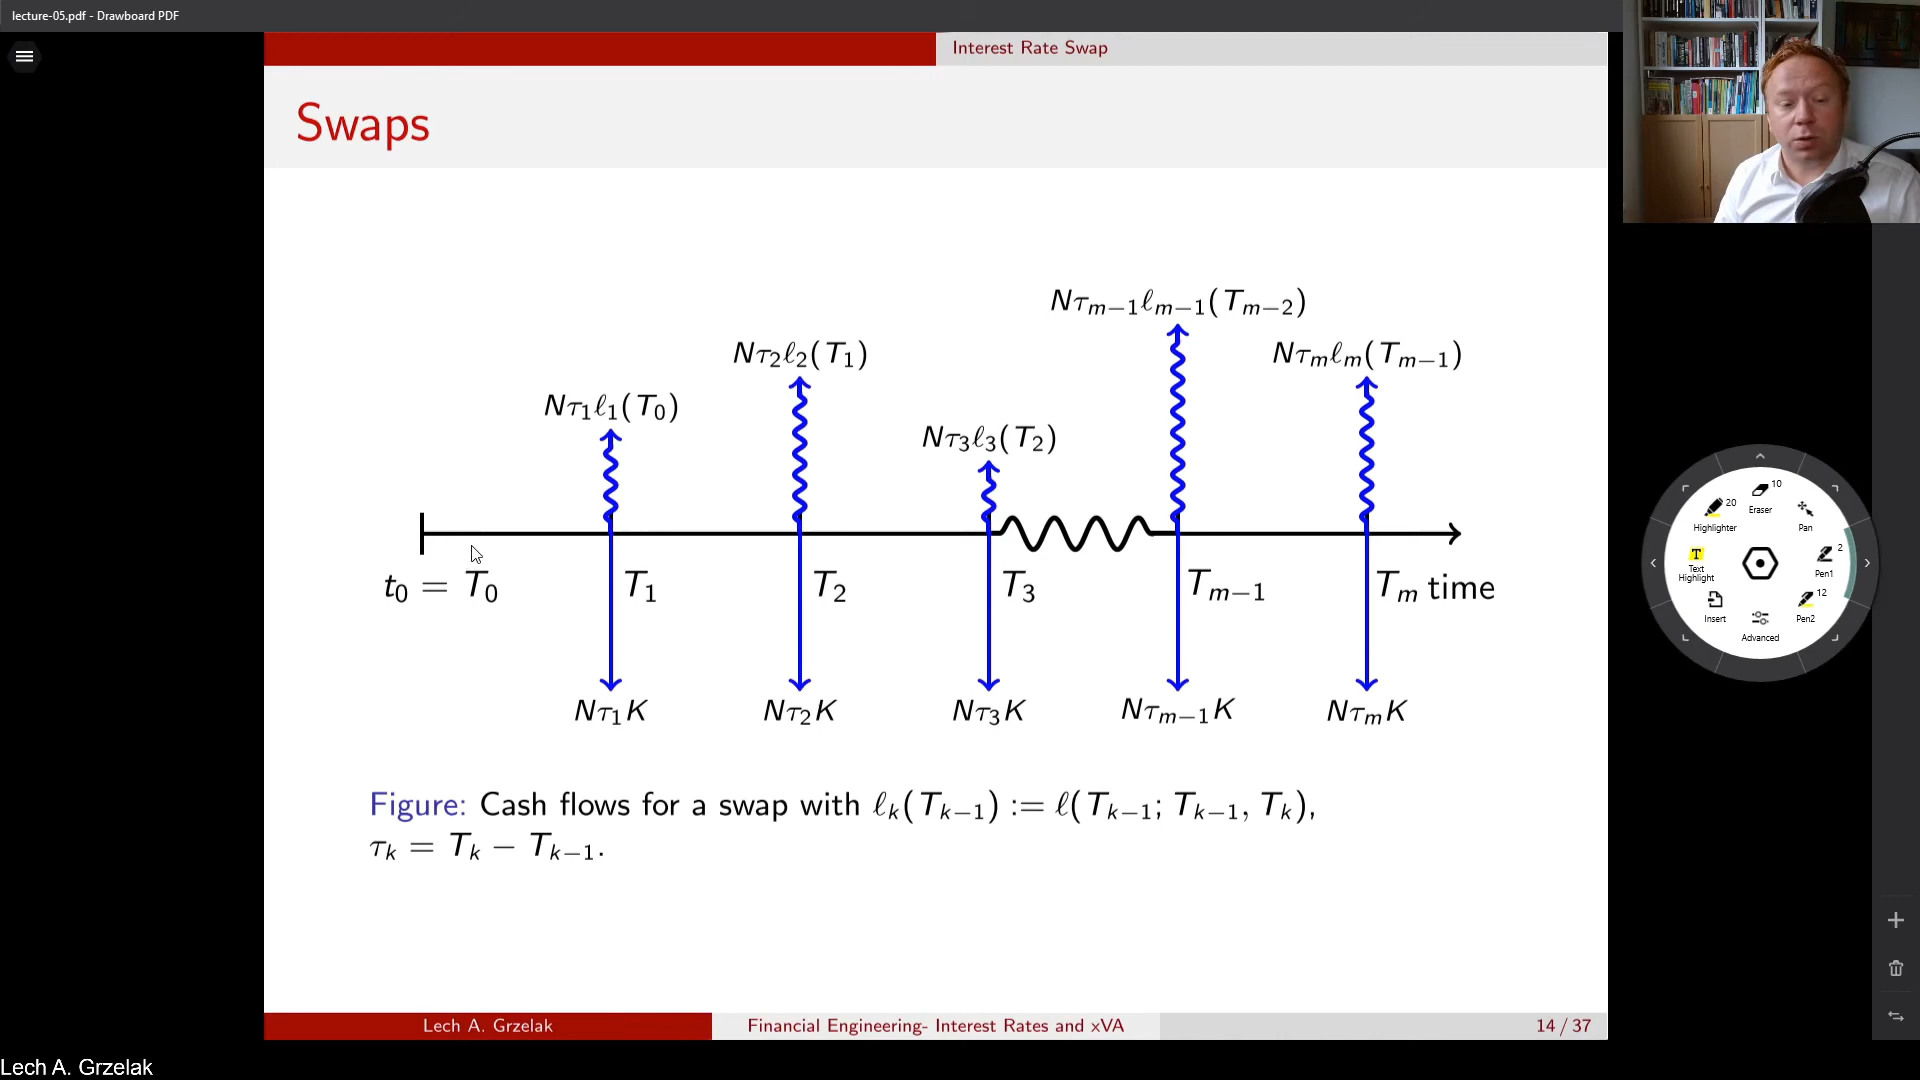 lecture-05.pdf - Drawboard PDF
Interest Rate Swap
Swaps
Nτ₁ℓ₁(T₀)
Nτ₂ℓ₂(T₁)
Nτ₃ℓ₃(T₂)
Nτₘ₋₁ℓₘ₋₁(Tₘ₋₂)
Nτₘℓₘ(Tₘ₋₁)
t₀ = T₀ T₁ T₂ T₃ Tₘ₋₁ Tₘ time
Nτ₁K Nτ₂K Nτ₃K Nτₘ₋₁K NτₘK
Figure: Cash flows for a swap with ℓₖ(Tₖ₋₁) := ℓ(Tₖ₋₁; Tₖ₋₁, Tₖ),
τₖ = Tₖ − Tₖ₋₁.
Lech A. Grzelak Financial Engineering- Interest Rates and xVA 14 / 37
10
Eraser
20
Highlighter
Pan
T
Text
Highlight
2
Pen1
Insert
12
Pen2
Advanced
Lech A. Grzelak